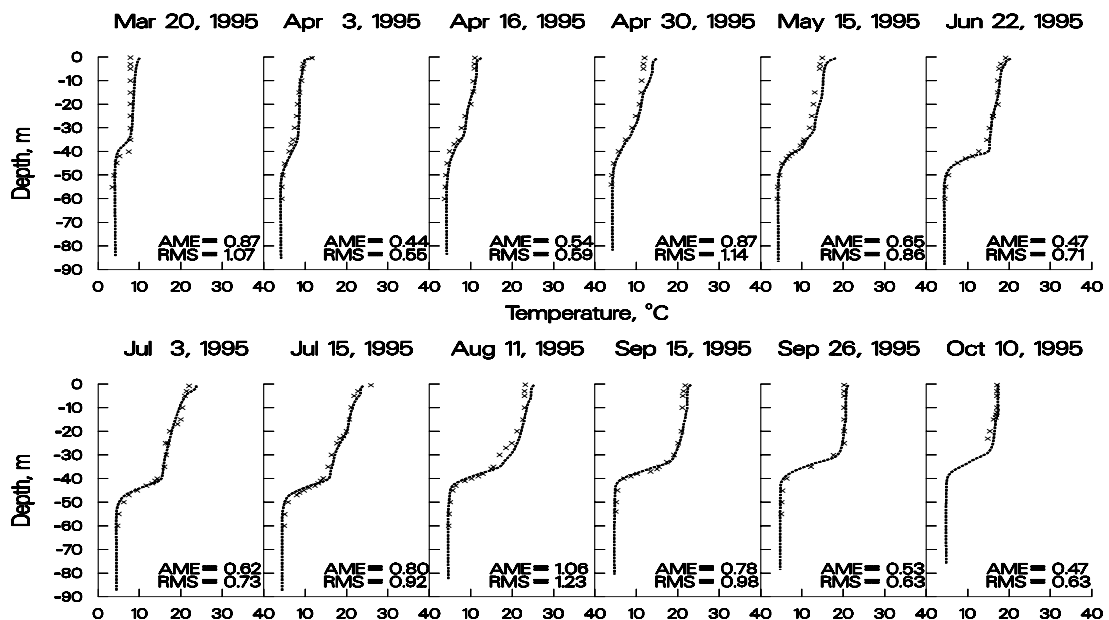 Mar 20, 1995 Apr 3, 1995 Apr 16, 1995 Apr 30, 1995 May 15, 1995 Jun 22, 1995
0
-10
-20
-30
-40
-50
-60
-70
-80
-90
Depth, m
AME= 0.87 AME= 0.44 AME= 0.54 AME= 0.87 AME= 0.65 AME= 0.47
RMS= 1.07 RMS= 0.55 RMS= 0.59 RMS= 1.14 RMS= 0.86 RMS= 0.71
0 10 20 30 40 10 20 30 40 10 20 30 40 10 20 30 40 10 20 30 40 10 20 30 40
Temperature, °C
Jul 3, 1995 Jul 15, 1995 Aug 11, 1995 Sep 15, 1995 Sep 26, 1995 Oct 10, 1995
0
-10
-20
-30
-40
-50
-60
-70
-80
-90
Depth, m
AME= 0.62 AME= 0.80 AME= 1.06 AME= 0.78 AME= 0.53 AME= 0.47
RMS= 0.73 RMS= 0.92 RMS= 1.23 RMS= 0.98 RMS= 0.63 RMS= 0.63
0 10 20 30 40 10 20 30 40 10 20 30 40 10 20 30 40 10 20 30 40 10 20 30 40